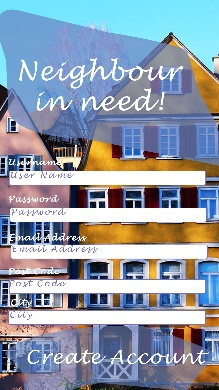 Neighbour
in need!
Username
User Name
Password
Password
Email Address
Email Address
Post Code
Post Code
City
City
Create Account